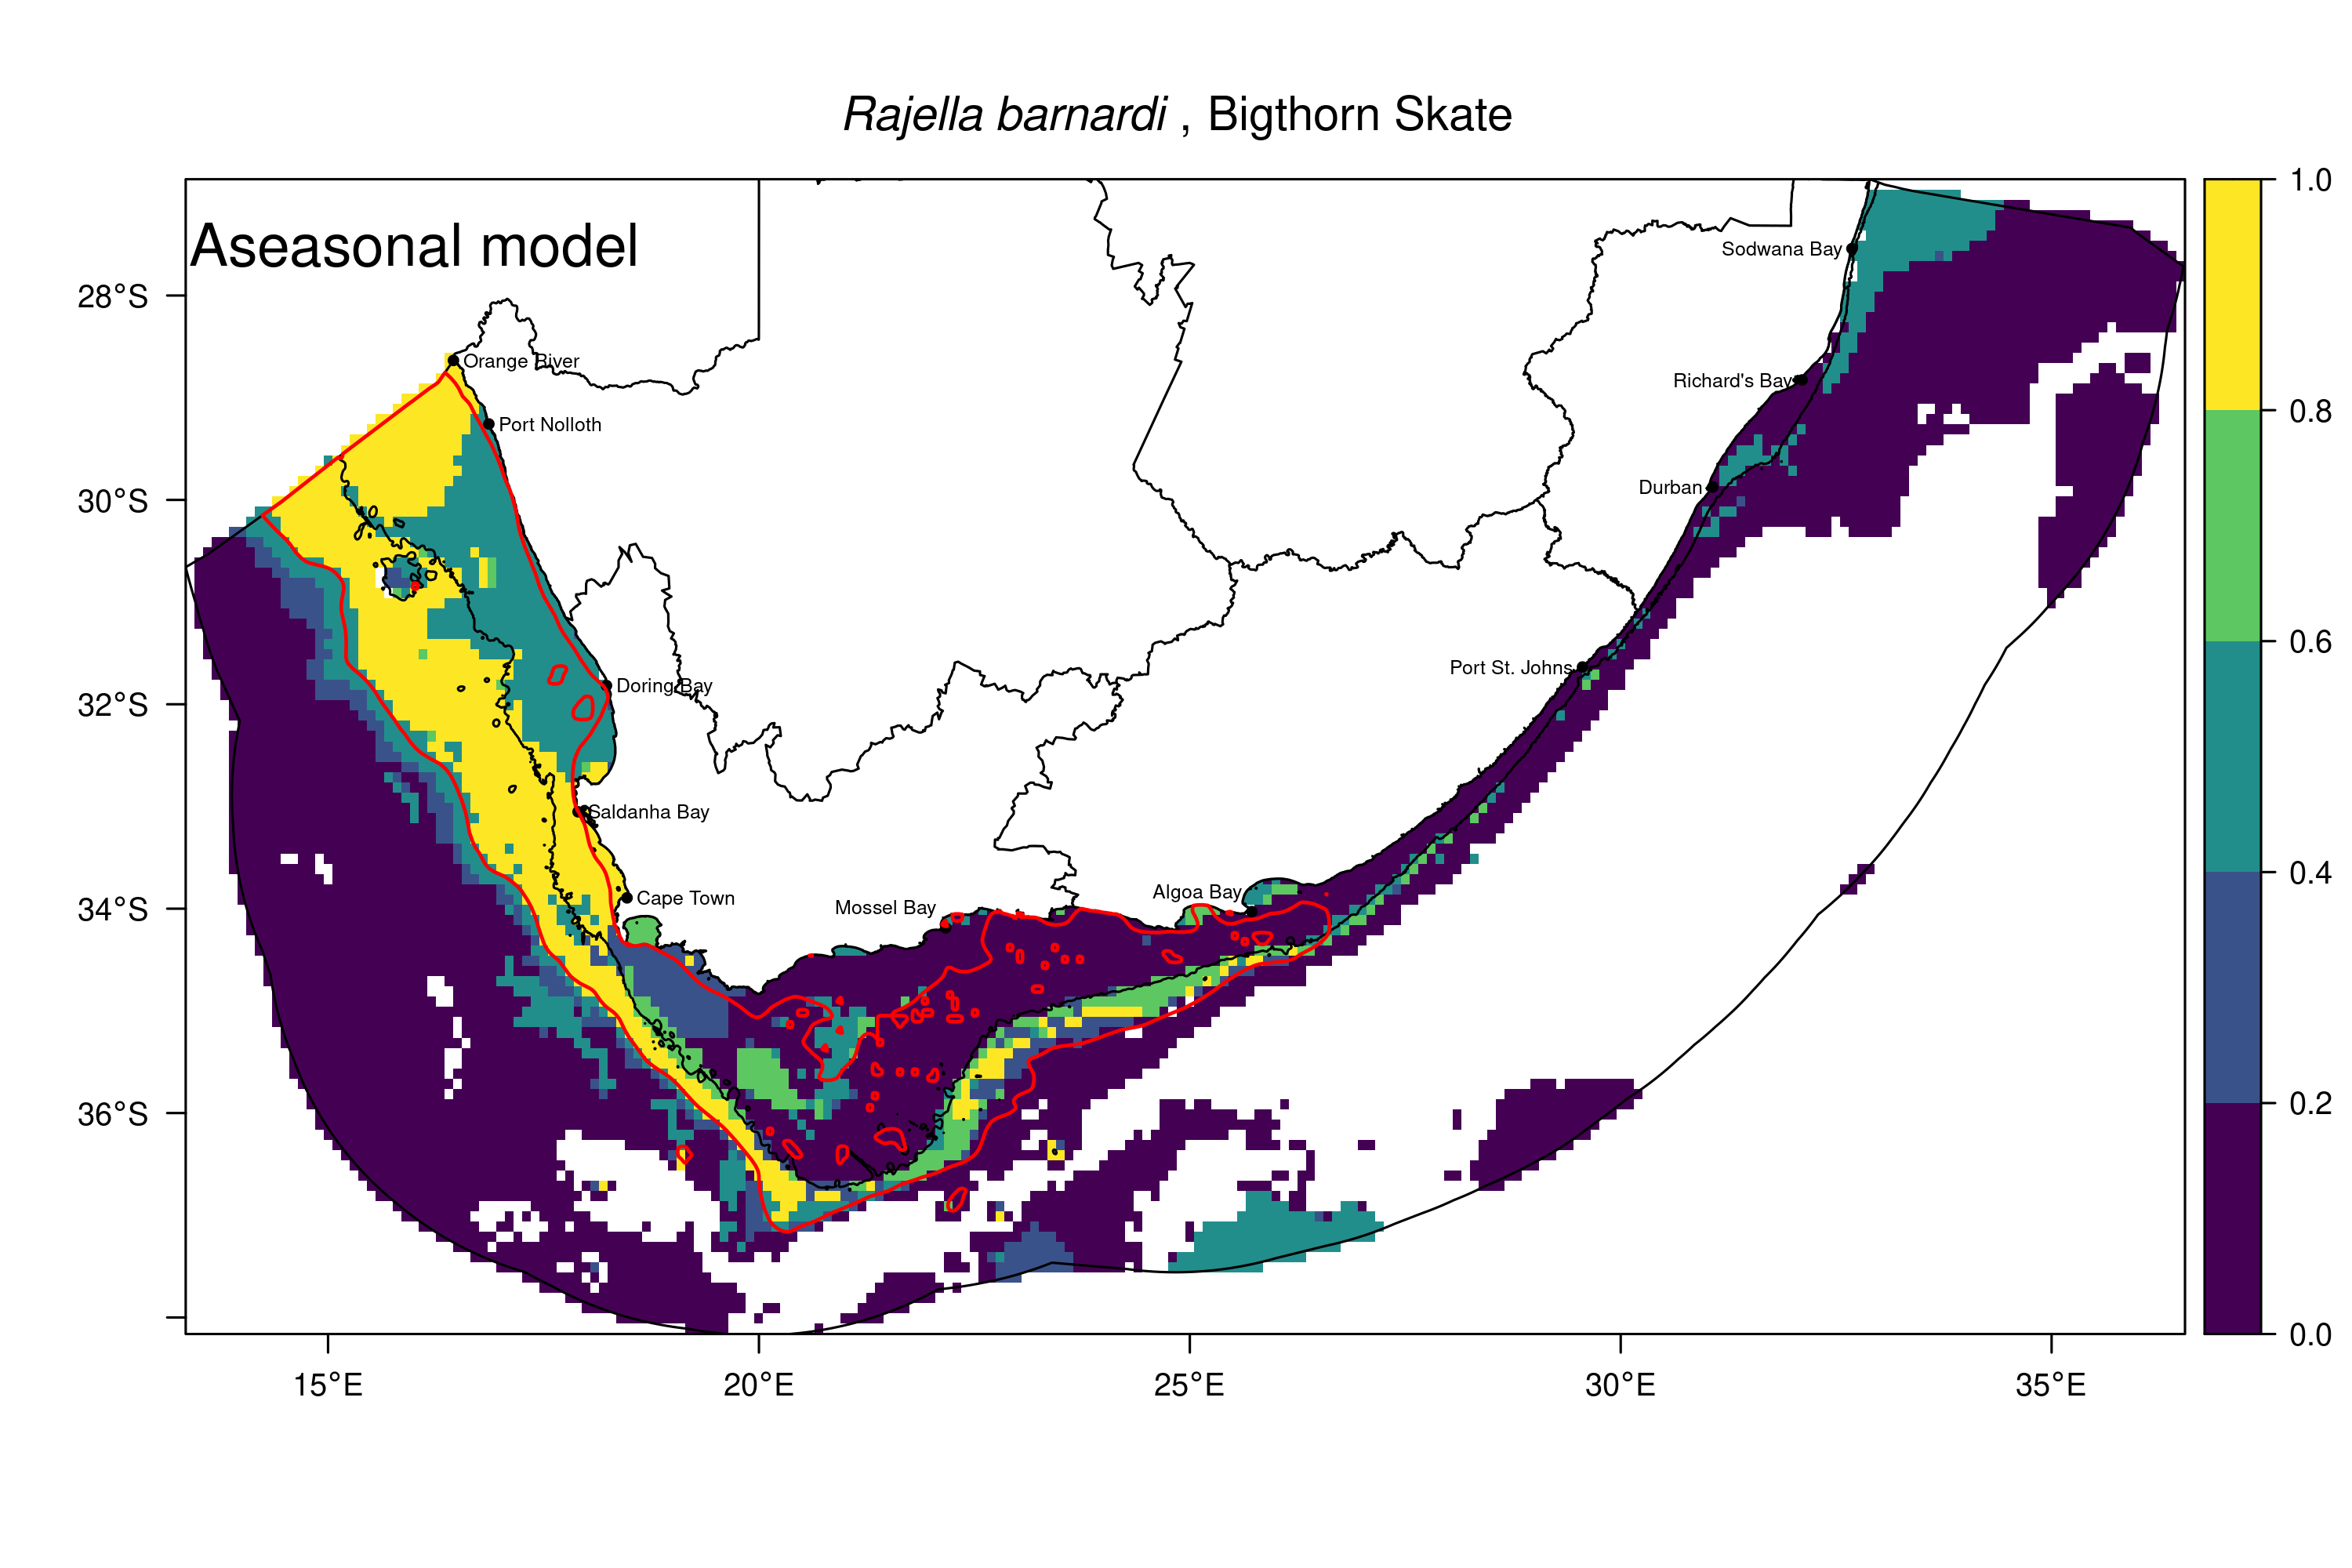 Rajella barnardi , Bigthorn Skate
Aseasonal model
1.0
0.8
0.6
0.4
0.2
0.0
28°S
30°S
32°S
34°S
36°S
15°E
20°E
25°E
30°E
35°E
Sodwana Bay
Orange River
Richard's Bay
Port Nolloth
Durban
Port St. Johns
Doring Bay
Saldanha Bay
Algoa Bay
Cape Town
Mossel Bay